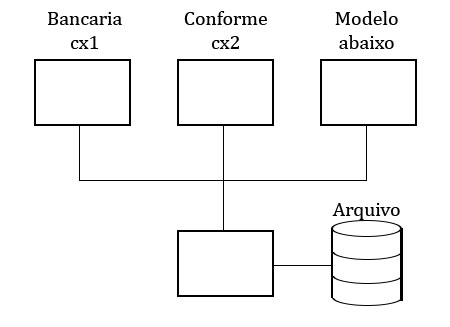 Bancaria
cx1
Conforme
cx2
Modelo
abaixo
Arquivo